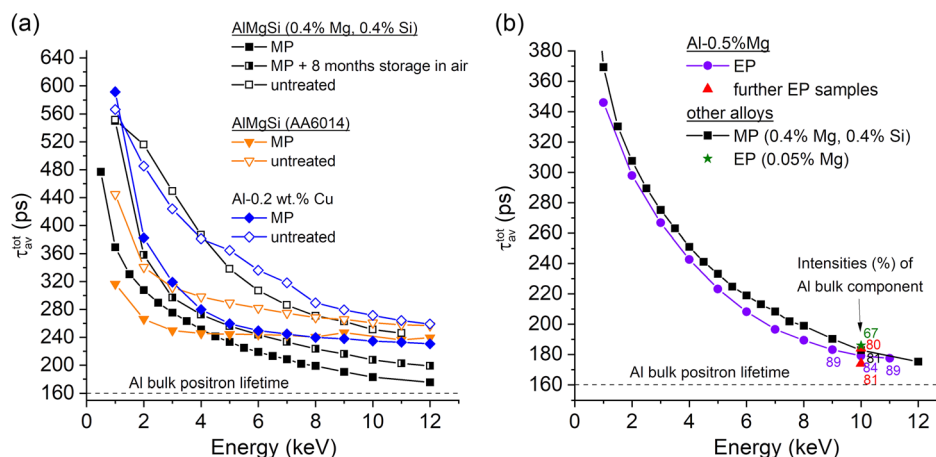 (a)
AlMgSi (0.4% Mg, 0.4% Si)
MP
MP + 8 months storage in air
untreated
AlMgSi (AA6014)
MP
untreated
Al-0.2 wt.% Cu
MP
untreated
640
600
560
520
480
440
400
360
320
280
240
200
160
τ_av^tot (ps)
Al bulk positron lifetime
0 2 4 6 8 10 12
Energy (keV)
(b)
Al-0.5%Mg
EP
further EP samples
other alloys
MP (0.4% Mg, 0.4% Si)
EP (0.05% Mg)
380
360
340
320
300
280
260
240
220
200
180
160
τ_av^tot (ps)
Intensities (%) of
Al bulk component
67
80
81
89 84 89
81
Al bulk positron lifetime
0 2 4 6 8 10 12
Energy (keV)